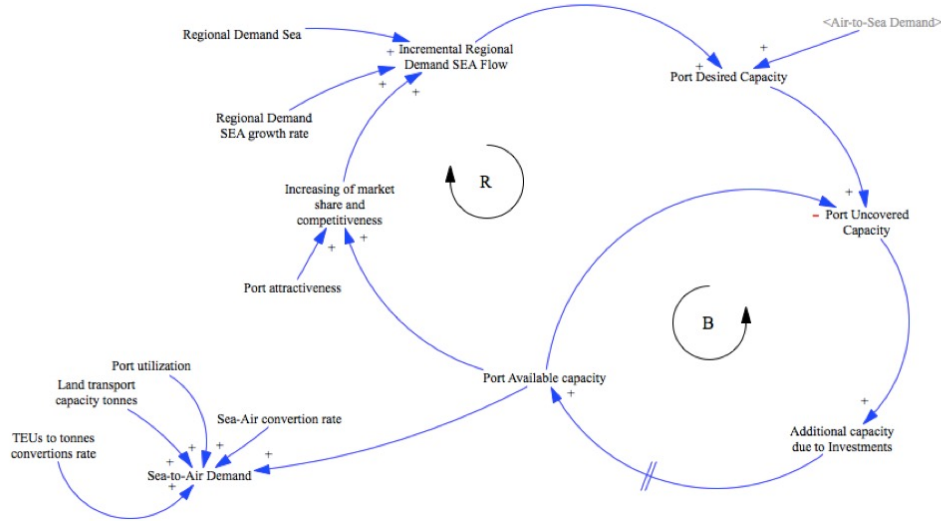 Regional Demand Sea
<Air-to-Sea Demand>
+
+
Incremental Regional
Demand SEA Flow
+
+
Port Desired Capacity
+
+
+
Regional Demand
SEA growth rate
R
Increasing of market
share and
competitiveness
+
- Port Uncovered
Capacity
+
+
Port attractiveness
B
Port utilization
Port Available capacity
+
Land transport
capacity tonnes
+
Sea-Air convertion rate
Additional capacity
due to Investments
TEUs to tonnes
convertions rate
+
+
+
+
Sea-to-Air Demand
+